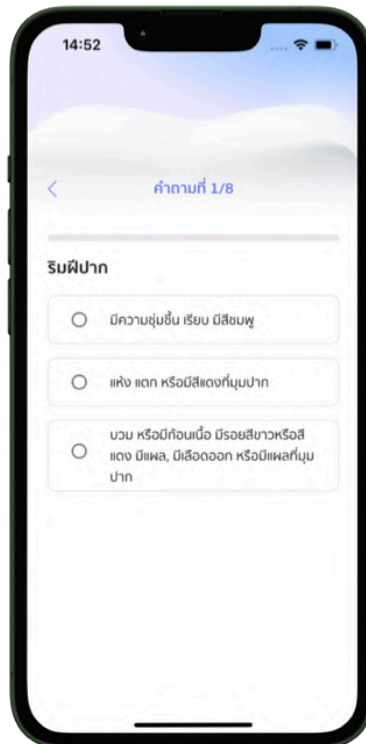 14:52
คำถามที่ 1/8
ริมฝีปาก
มีความชุ่มชื้น เรียบ มีสีชมพู
แห้ง แตก หรือมีสีแดงที่มุมปาก
บวม หรือมีก้อนเนื้อ มีรอยสีขาวหรือสี
แดง มีแผล, มีเลือดออก หรือมีแผลที่มุม
ปาก